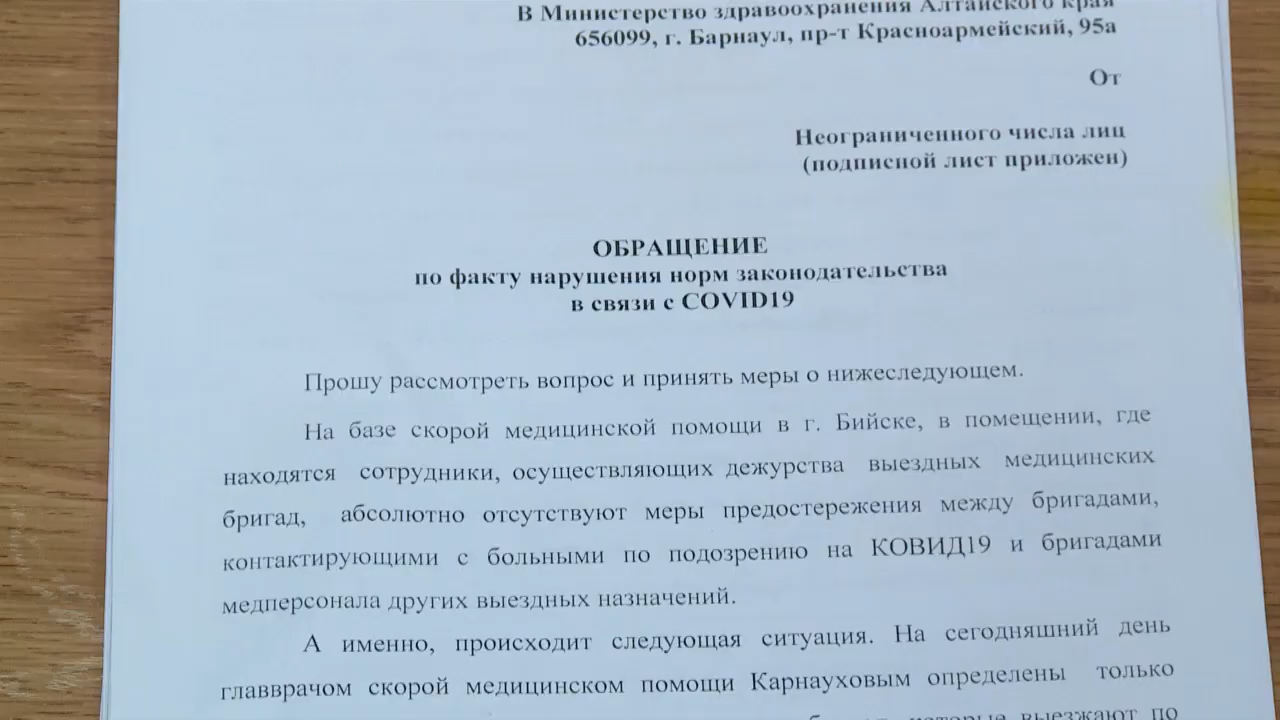 В Министерство здравоохранения Алтайского края
656099, г. Барнаул, пр-т Красноармейский, 95а
От
Неограниченного числа лиц
(подписной лист приложен)
ОБРАЩЕНИЕ
по факту нарушения норм законодательства
в связи с COVID19
Прошу рассмотреть вопрос и принять меры о нижеследующем.
На базе скорой медицинской помощи в г. Бийске, в помещении, где
находятся сотрудники, осуществляющих дежурства выездных медицинских
бригад, абсолютно отсутствуют меры предостережения между бригадами,
контактирующими с больными по подозрению на КОВИД19 и бригадами
медперсонала других выездных назначений.
А именно, происходит следующая ситуация. На сегодняшний день
главврачом скорой медицинском помощи Карнауховым определены только
которые выезжают по